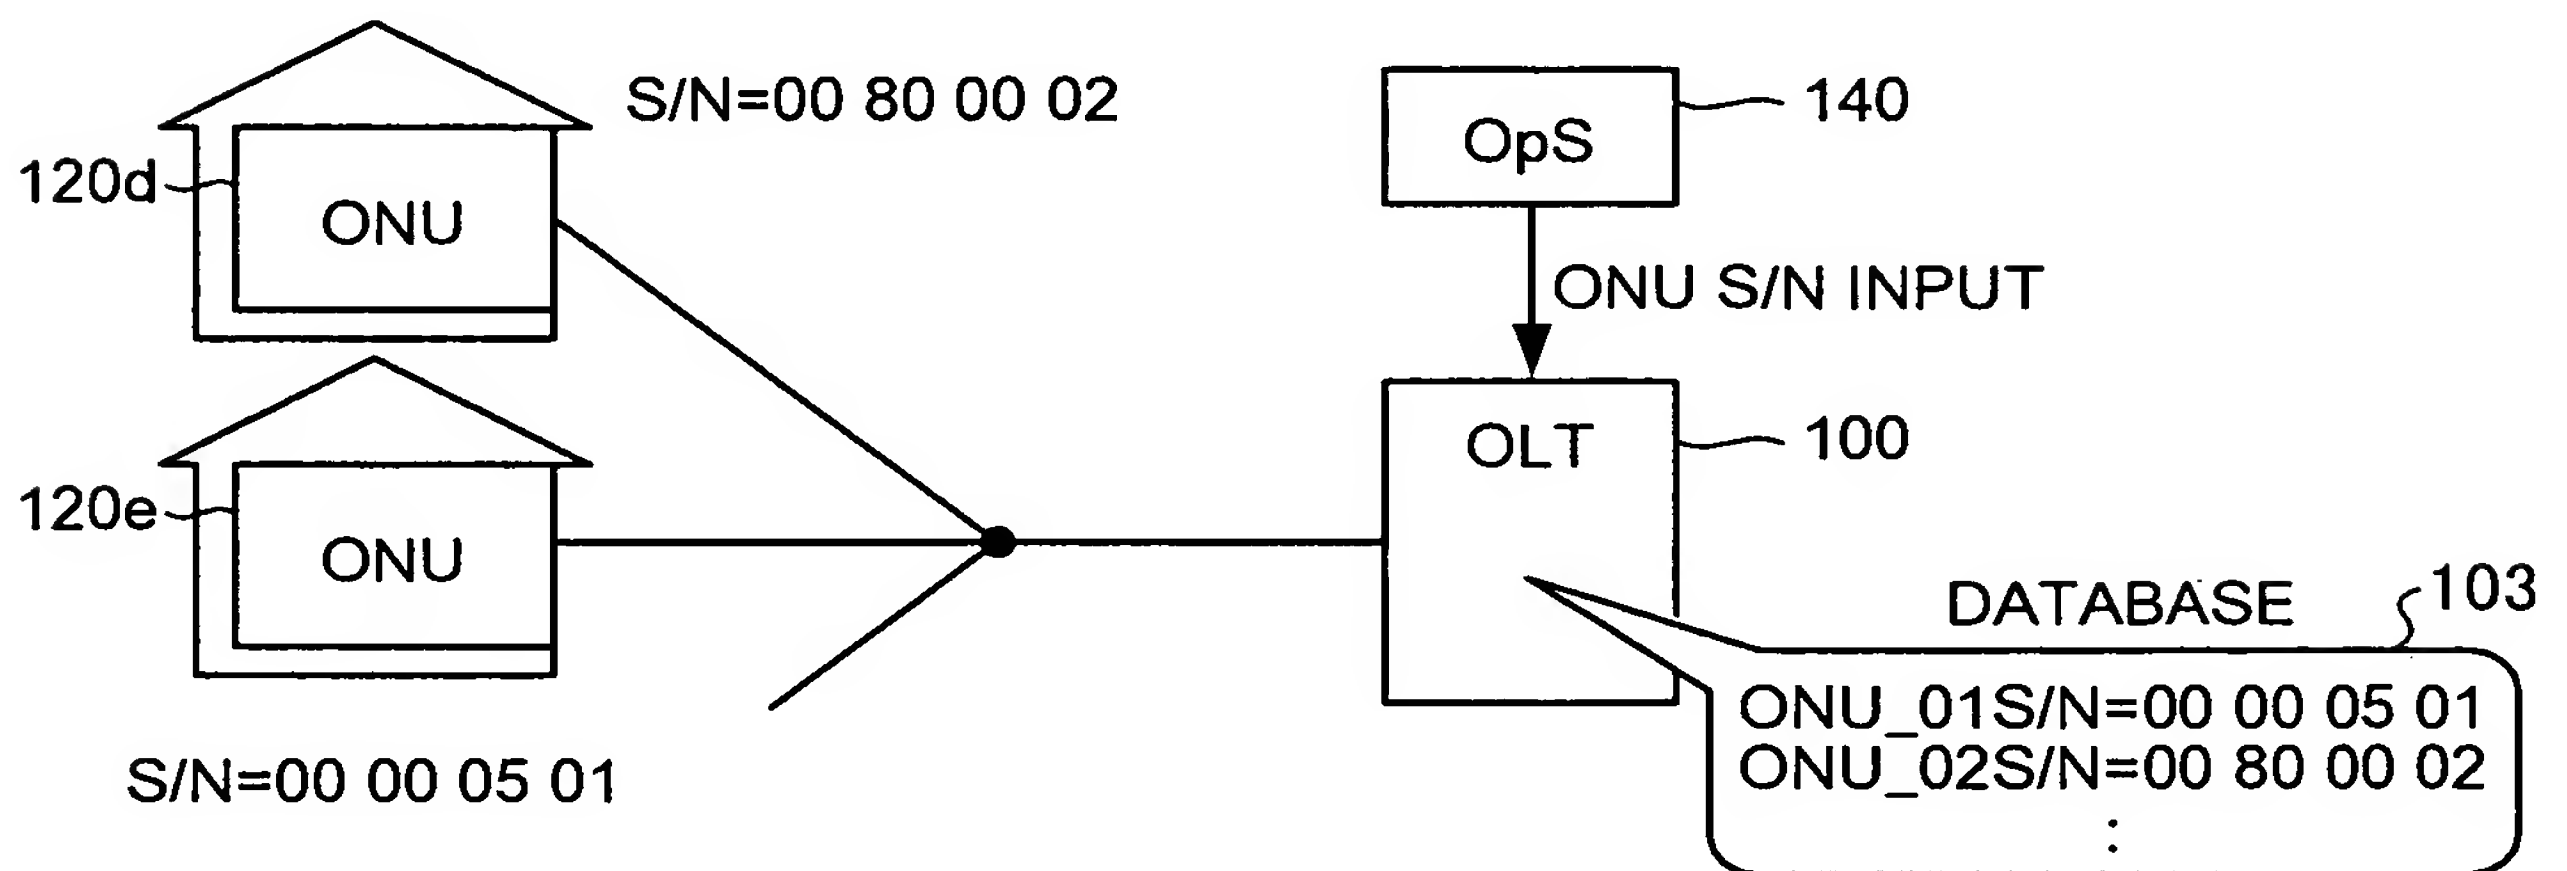 S/N=00 80 00 02
120d
ONU
120e
ONU
S/N=00 00 05 01
OpS
140
ONU S/N INPUT
OLT
100
DATABASE
103
ONU_01S/N=00 00 05 01
ONU_02S/N=00 80 00 02
: